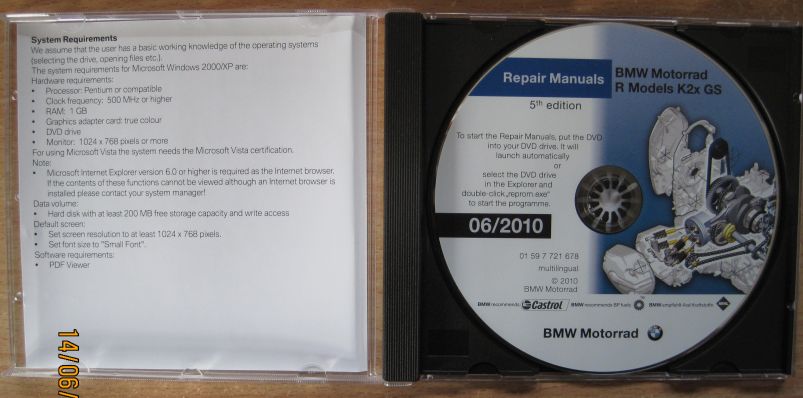 System Requirements
We assume that the user has a basic working knowledge of the operating systems
(selecting the drive, opening files etc.).
The system requirements for Microsoft Windows 2000/XP are:
Hardware requirements:
• Processor: Pentium or compatible
• Clock frequency: 500 MHz or higher
• RAM: 1 GB
• Graphics adapter card: true colour
• DVD drive
• Monitor: 1024 x 768 pixels or more
For using Microsoft Vista the system needs the Microsoft Vista certification.
Note:
• Microsoft Internet Explorer version 6.0 or higher is required as the Internet browser.
If the contents of these functions cannot be viewed although an Internet browser is
installed please contact your system manager!
Data volume:
• Hard disk with at least 200 MB free storage capacity and write access
Default screen:
• Set screen resolution to at least 1024 x 768 pixels.
• Set font size to "Small Font".
Software requirements:
• PDF Viewer
14/06/
Repair Manuals
BMW Motorrad
R Models K2x GS
5th edition
To start the Repair Manuals, put the DVD
into your DVD drive. It will
launch automatically
or
select the DVD drive
in the Explorer and
double-click „reprom.exe"
to start the programme.
06/2010
01 59 7 721 678
multilingual
© 2010
BMW Motorrad
BMW recommends Castrol BMW recommends BP fuels BMW empfiehlt Aral Kraftstoffe
BMW Motorrad